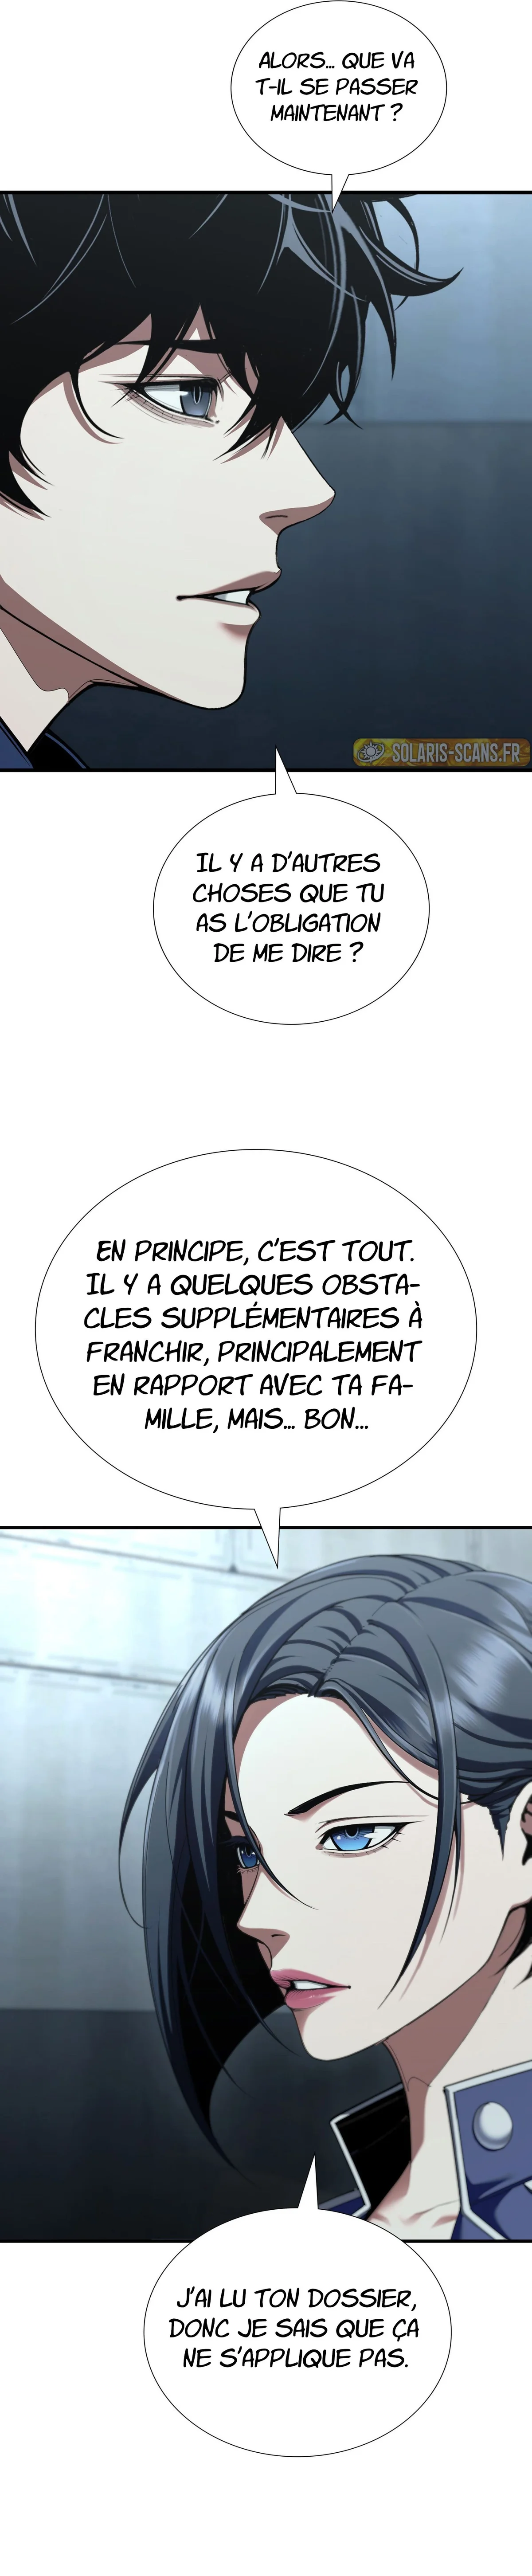 ALORS... QUE VA
T-IL SE PASSER
MAINTENANT ?
SOLARIS-SCANS.FR
IL Y A D'AUTRES
CHOSES QUE TU
AS L'OBLIGATION
DE ME DIRE ?
EN PRINCIPE, C'EST TOUT.
IL Y A QUELQUES OBSTA-
CLES SUPPLÉMENTAIRES À
FRANCHIR, PRINCIPALEMENT
EN RAPPORT AVEC TA FA-
MILLE, MAIS... BON...
J'AI LU TON DOSSIER,
DONC JE SAIS QUE ÇA
NE S'APPLIQUE PAS.